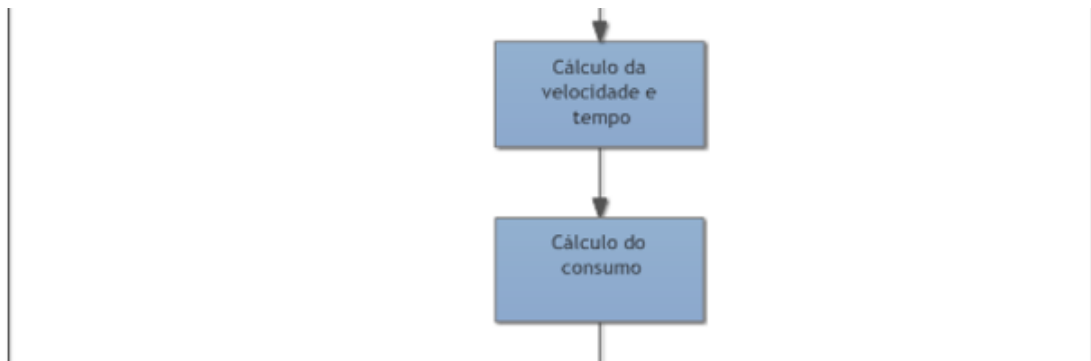 Cálculo da
velocidade e
tempo
Cálculo do
consumo